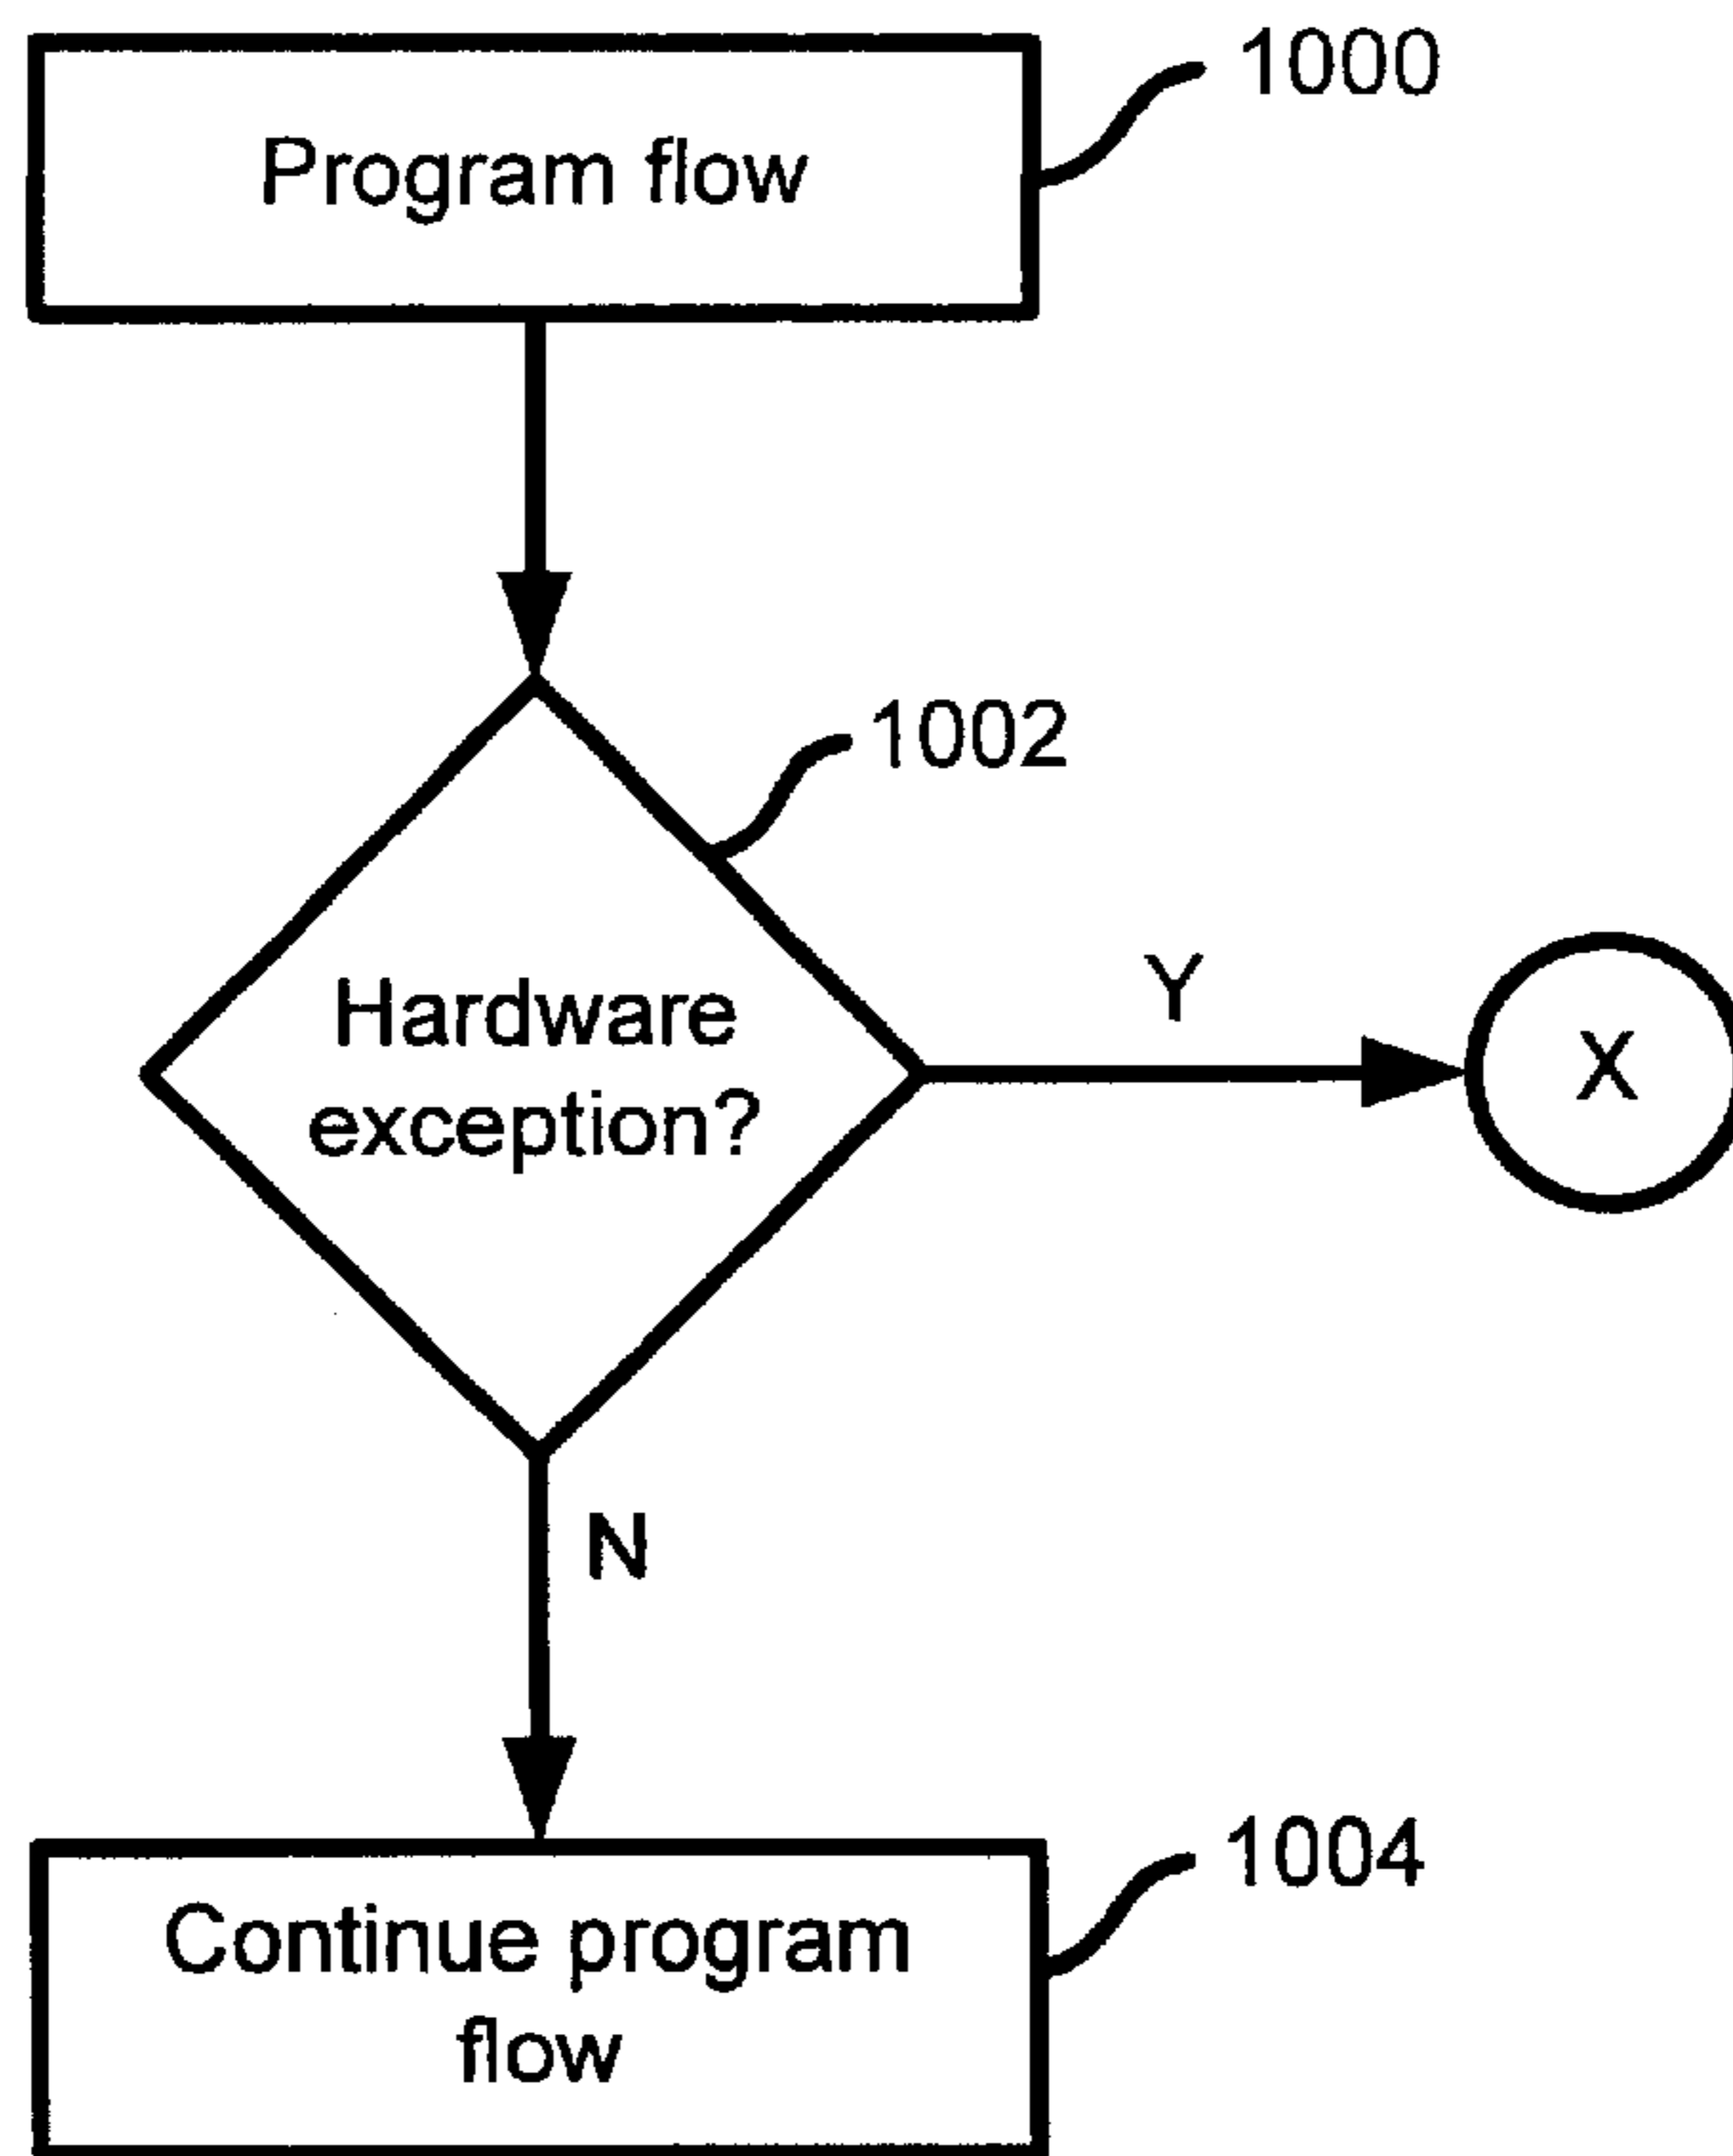 1000
Program flow
1002
Hardware
exception?
Y
X
N
1004
Continue program
flow